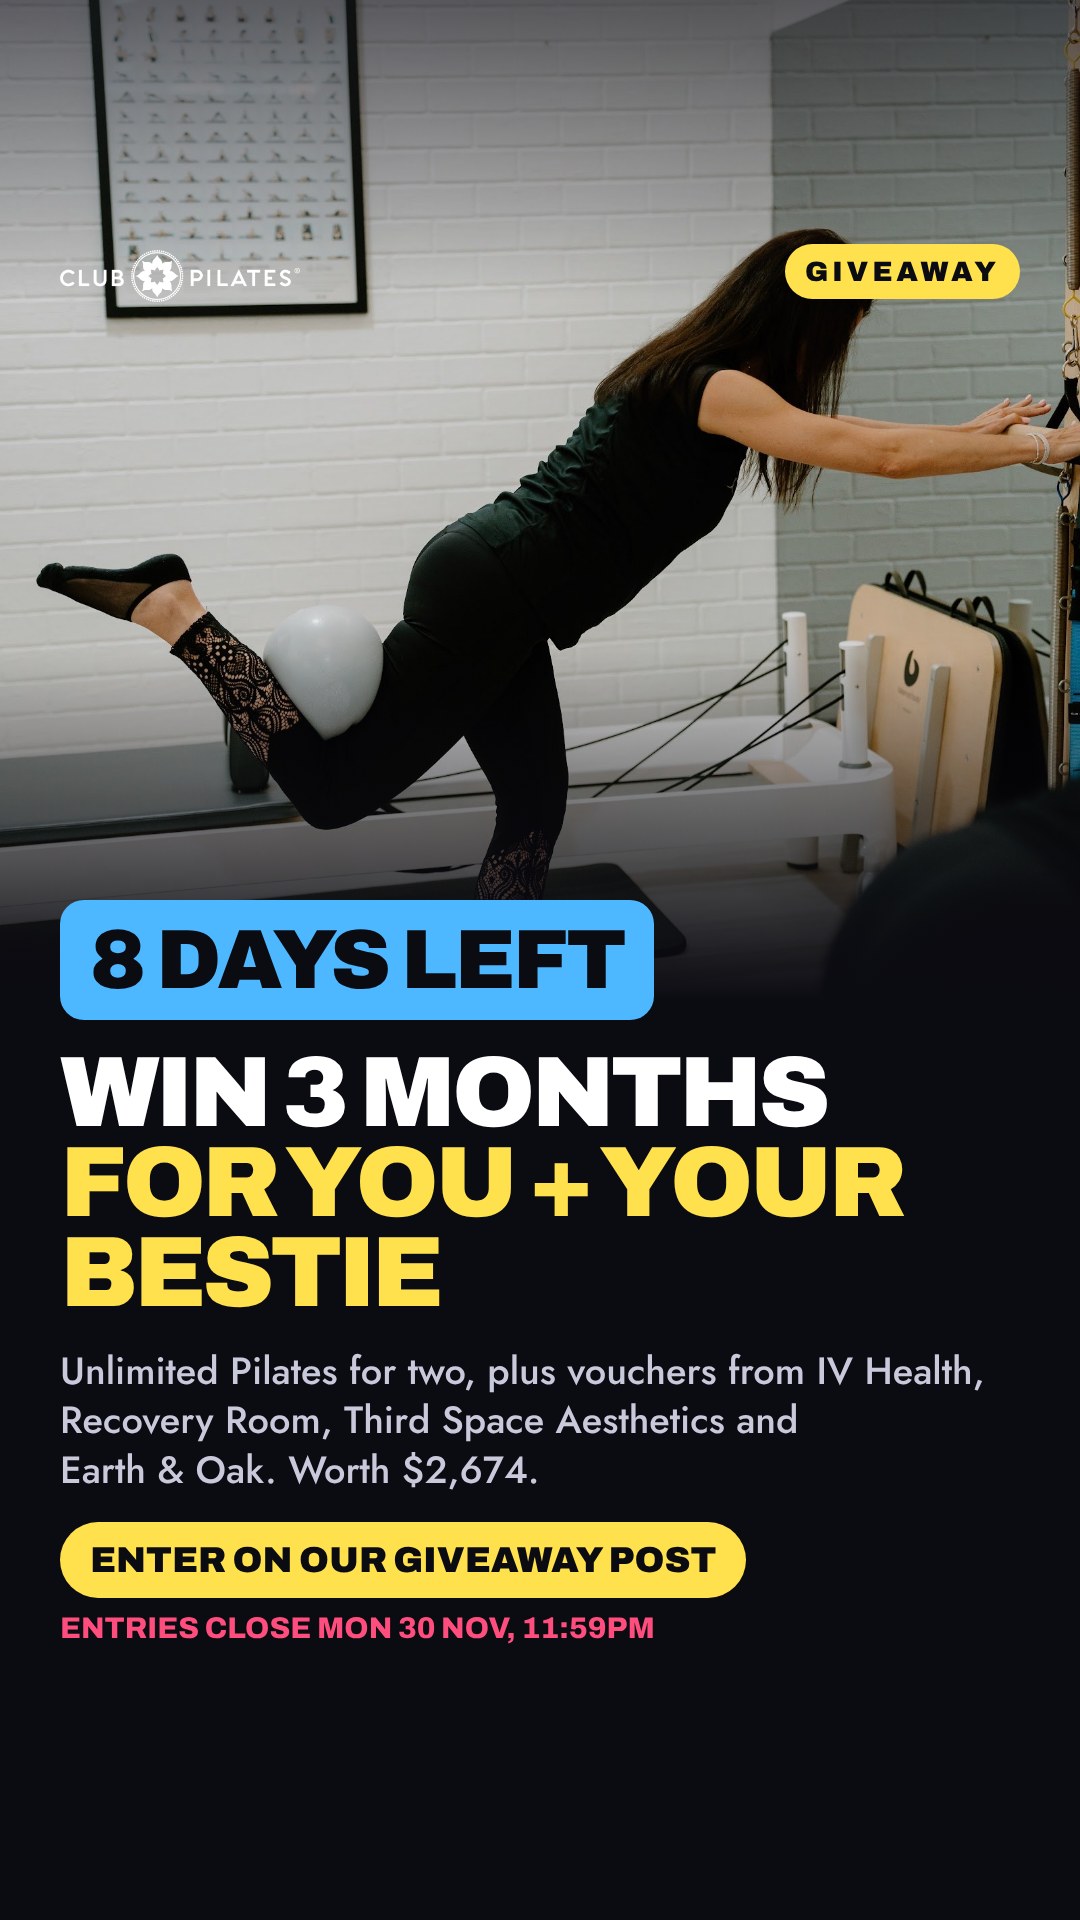 CLUB PILATES®
GIVEAWAY
8 DAYS LEFT
WIN 3 MONTHS
FOR YOU + YOUR
BESTIE
Unlimited Pilates for two, plus vouchers from IV Health,
Recovery Room, Third Space Aesthetics and
Earth & Oak. Worth $2,674.
ENTER ON OUR GIVEAWAY POST
ENTRIES CLOSE MON 30 NOV, 11:59PM